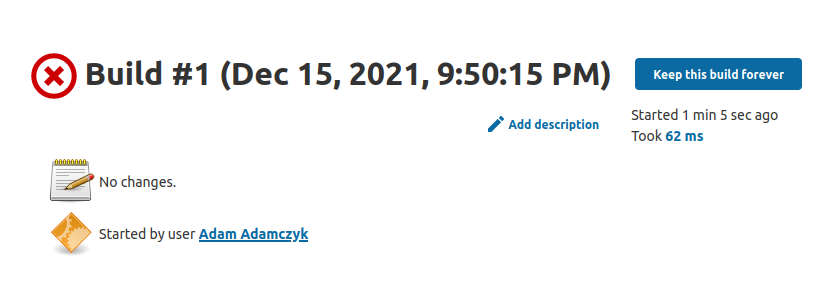 Build #1 (Dec 15, 2021, 9:50:15 PM)
Keep this build forever
Add description
Started 1 min 5 sec ago
Took 62 ms
No changes.
Started by user Adam Adamczyk